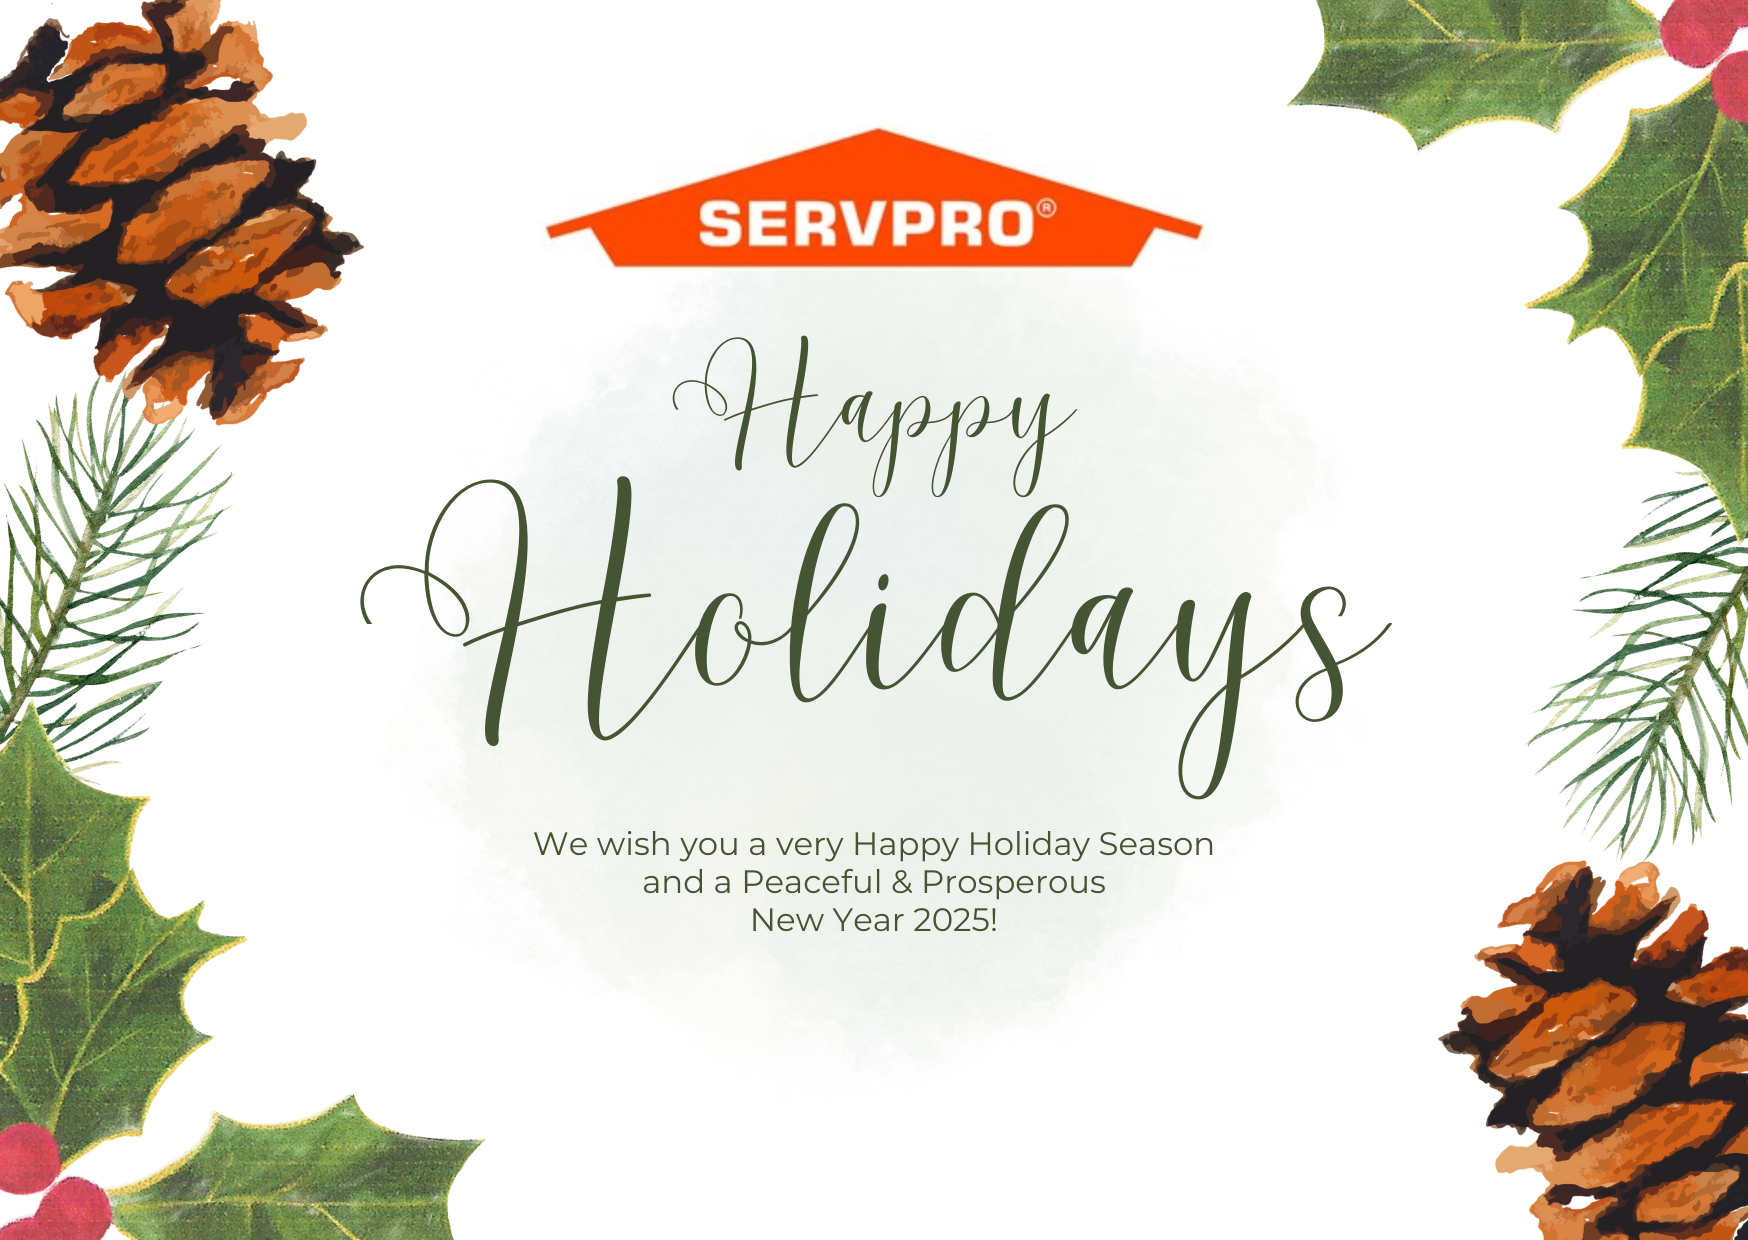 SERVPRO®
Happy
Holidays
We wish you a very Happy Holiday Season
and a Peaceful & Prosperous
New Year 2025!